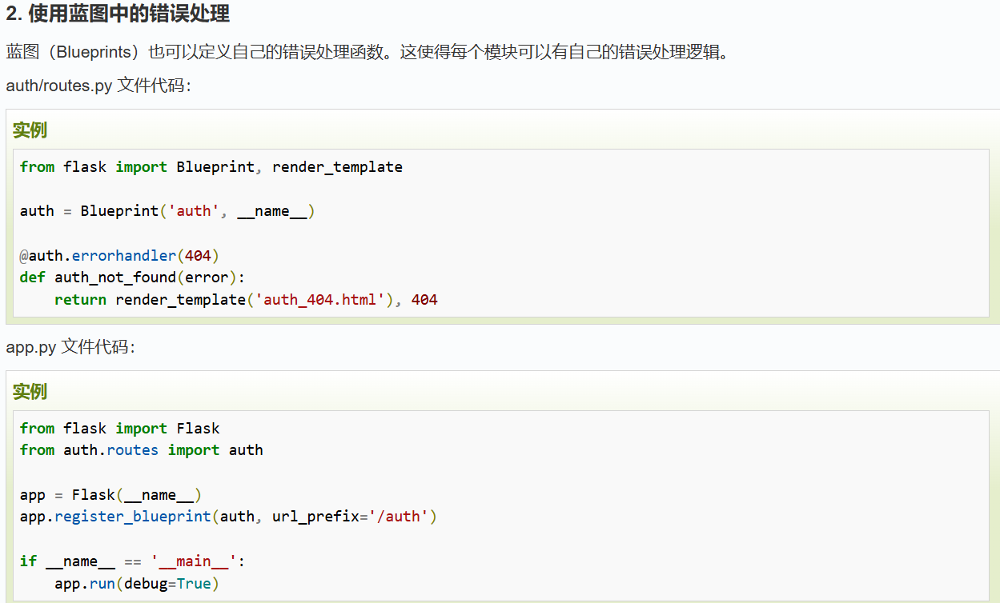 2. 使用蓝图中的错误处理
蓝图（Blueprints）也可以定义自己的错误处理函数。这使得每个模块可以有自己的错误处理逻辑。
auth/routes.py 文件代码：
实例
from flask import Blueprint, render_template
auth = Blueprint('auth', __name__)
@auth.errorhandler(404)
def auth_not_found(error):
    return render_template('auth_404.html'), 404
app.py 文件代码：
实例
from flask import Flask
from auth.routes import auth
app = Flask(__name__)
app.register_blueprint(auth, url_prefix='/auth')
if __name__ == '__main__':
    app.run(debug=True)